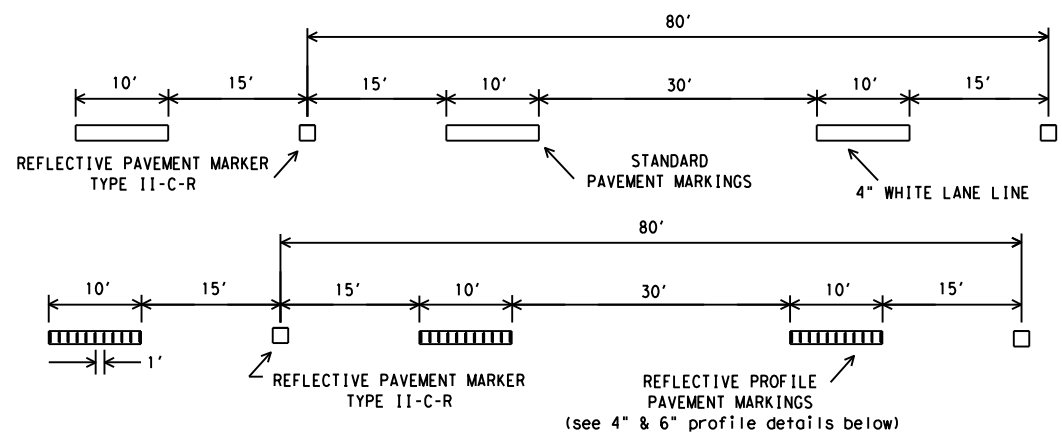 80'
10' 15' 15' 10' 30' 10' 15'
REFLECTIVE PAVEMENT MARKER
TYPE II-C-R
STANDARD
PAVEMENT MARKINGS
4" WHITE LANE LINE
80'
10' 15' 15' 10' 30' 10' 15'
1'
REFLECTIVE PAVEMENT MARKER
TYPE II-C-R
REFLECTIVE PROFILE
PAVEMENT MARKINGS
(see 4" & 6" profile details below)